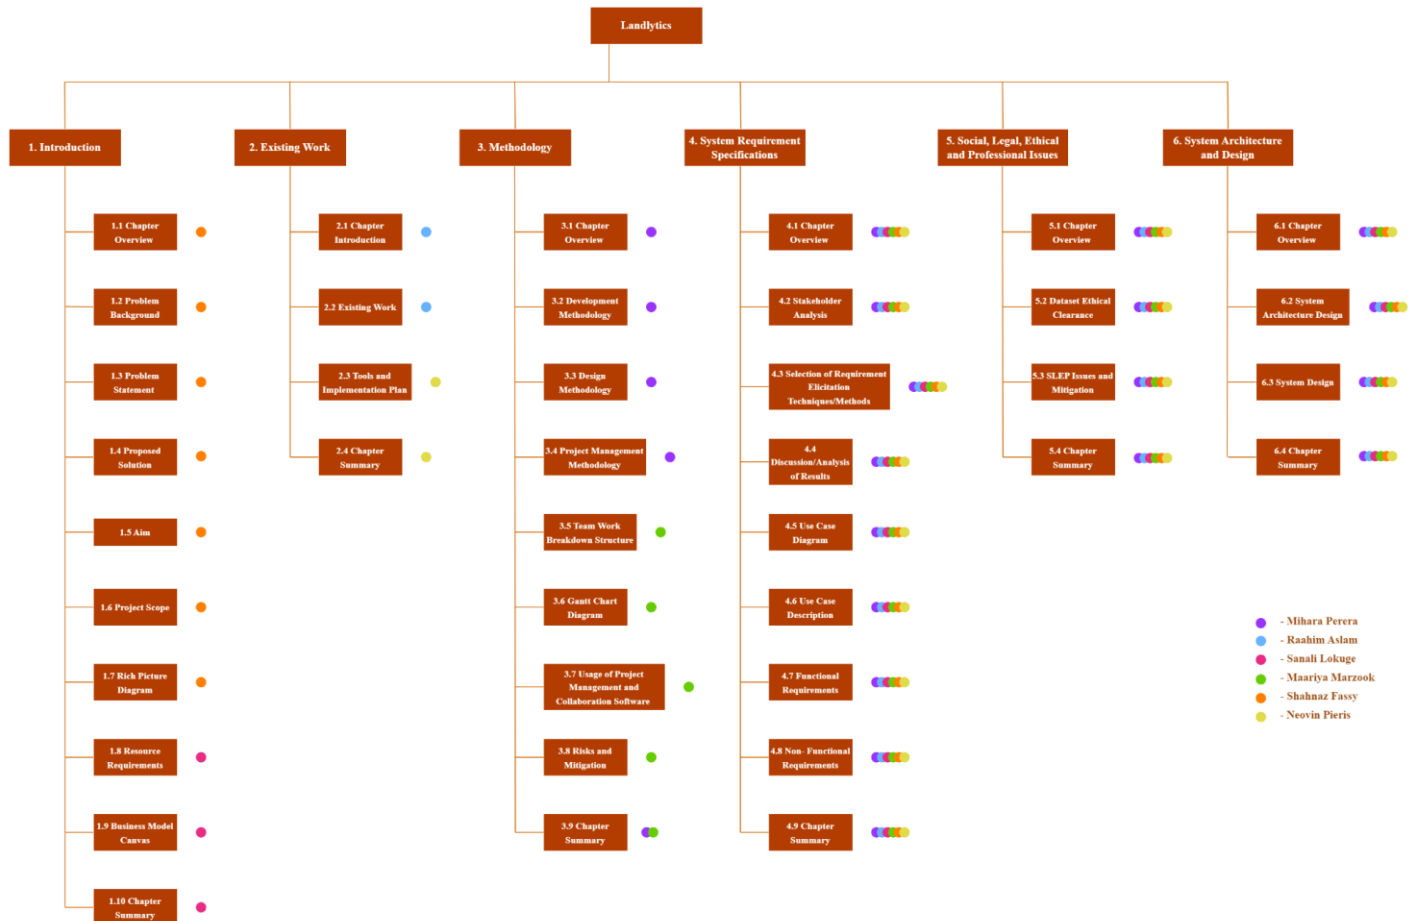 Landlytics
1. Introduction
2. Existing Work
3. Methodology
4. System Requirement
Specifications
5. Social, Legal, Ethical
and Professional Issues
6. System Architecture
and Design
1.1 Chapter
Overview
1.2 Problem
Background
1.3 Problem
Statement
1.4 Proposed
Solution
1.5 Aim
1.6 Project Scope
1.7 Rich Picture
Diagram
1.8 Resource
Requirements
1.9 Business Model
Canvas
1.10 Chapter
Summary
2.1 Chapter
Introduction
2.2 Existing Work
2.3 Tools and
Implementation Plan
2.4 Chapter
Summary
3.1 Chapter
Overview
3.2 Development
Methodology
3.3 Design
Methodology
3.4 Project Management
Methodology
3.5 Team Work
Breakdown Structure
3.6 Gantt Chart
Diagram
3.7 Usage of Project
Management and
Collaboration Software
3.8 Risks and
Mitigation
3.9 Chapter
Summary
4.1 Chapter
Overview
4.2 Stakeholder
Analysis
4.3 Selection of Requirement
Elicitation
Techniques/Methods
4.4
Discussion/Analysis
of Results
4.5 Use Case
Diagram
4.6 Use Case
Description
4.7 Functional
Requirements
4.8 Non- Functional
Requirements
4.9 Chapter
Summary
5.1 Chapter
Overview
5.2 Dataset Ethical
Clearance
5.3 SLEP Issues and
Mitigation
5.4 Chapter
Summary
6.1 Chapter
Overview
6.2 System
Architecture Design
6.3 System Design
6.4 Chapter
Summary
- Mihara Perera
- Raahim Aslam
- Sanali Lokuge
- Maariya Marzook
- Shahnaz Fassy
- Neovin Pieris